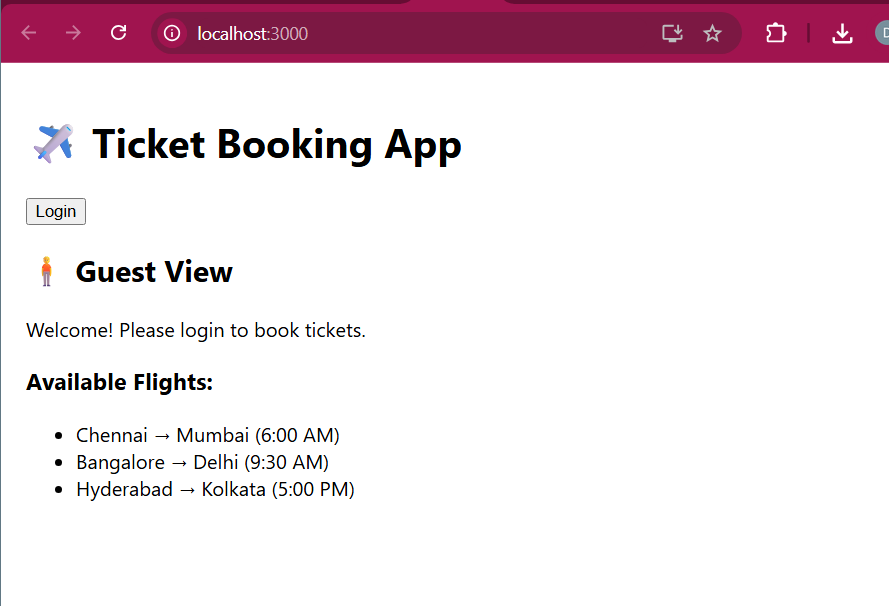 localhost:3000
D
✈️ Ticket Booking App
Login
🧍 Guest View
Welcome! Please login to book tickets.
Available Flights:
• Chennai → Mumbai (6:00 AM)
• Bangalore → Delhi (9:30 AM)
• Hyderabad → Kolkata (5:00 PM)